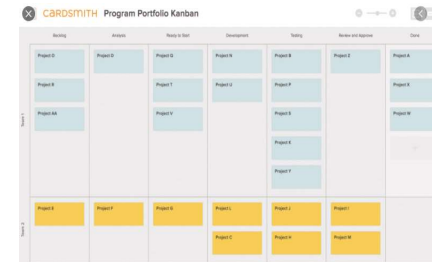 CARDSMITH Program Portfolio Kanban
Backlog Analysis Ready to Start Development Testing Review and Approve Done
Project D Project Q Project N Project B Project Z Project A
Project R Project T Project U Project P Project X
Project AA Project V Project S Project W
Project K
Project Y
Team 1
Project E Project F Project G Project L Project J Project I
Project C Project H Project M
Team 2